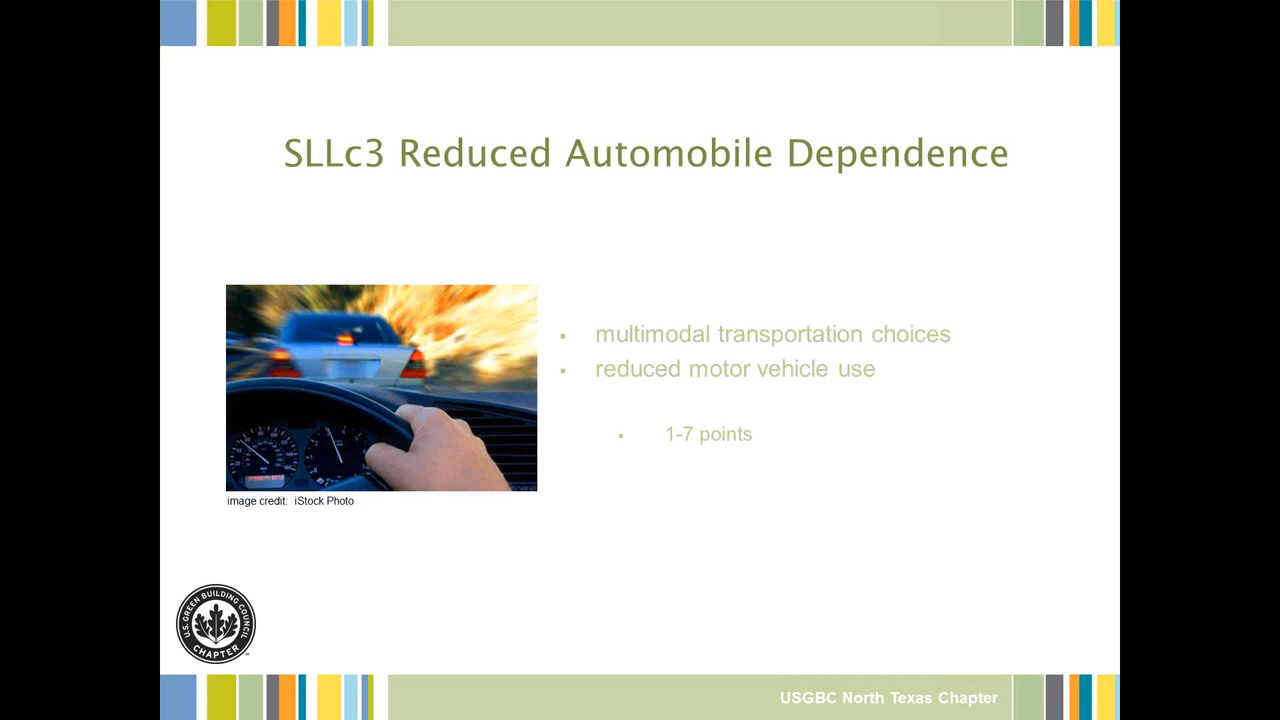 SLLc3 Reduced Automobile Dependence
▪ multimodal transportation choices
▪ reduced motor vehicle use
▪ 1-7 points
image credit: iStock Photo
U.S. GREEN BUILDING COUNCIL
CHAPTER
USGBC North Texas Chapter